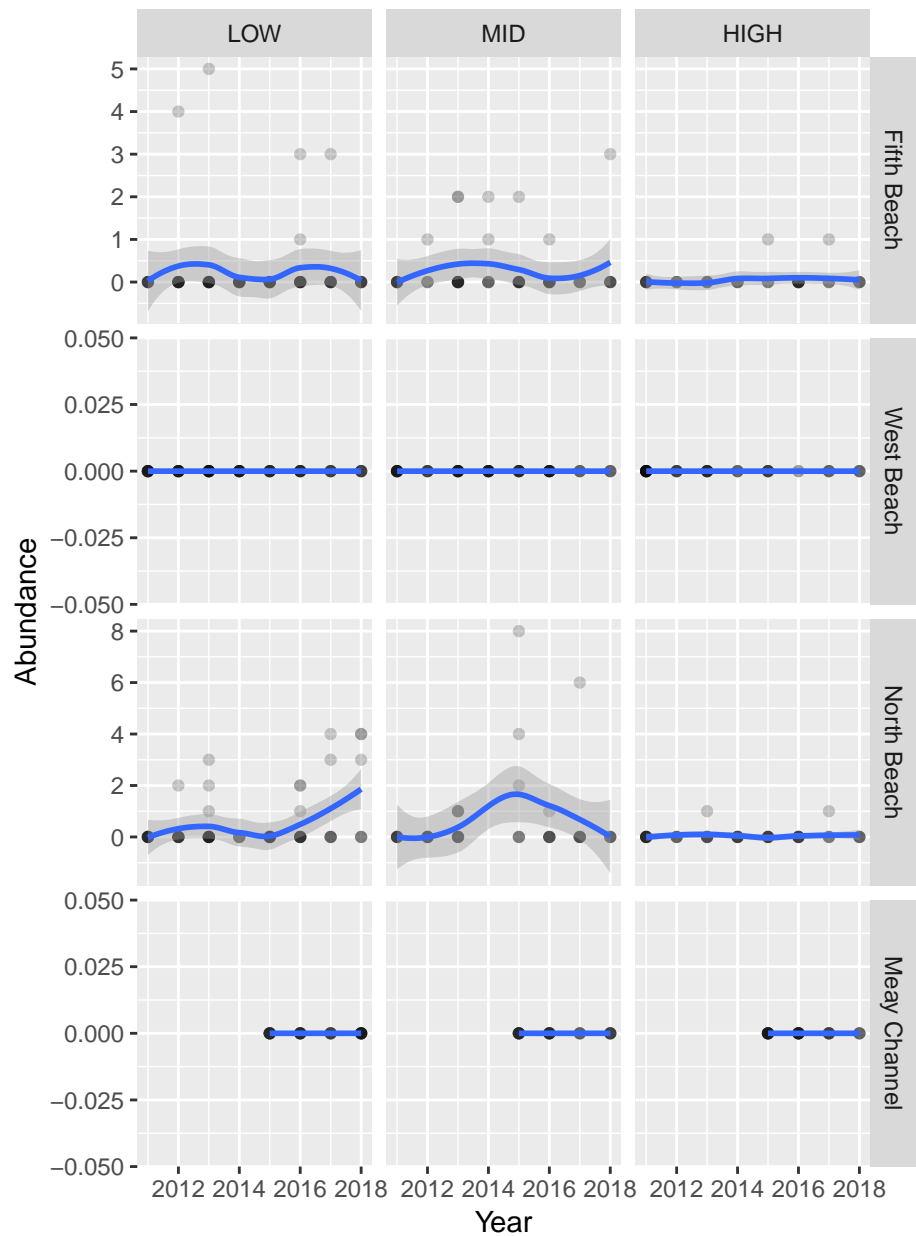 LOW MID HIGH
5
4
3
2
1
0
Fifth Beach
0.050
0.025
0.000
−0.025
−0.050
West Beach
8
6
4
2
0
North Beach
0.050
0.025
0.000
−0.025
−0.050
Meay Channel
Abundance
2012 2014 2016 2018 2012 2014 2016 2018 2012 2014 2016 2018
Year